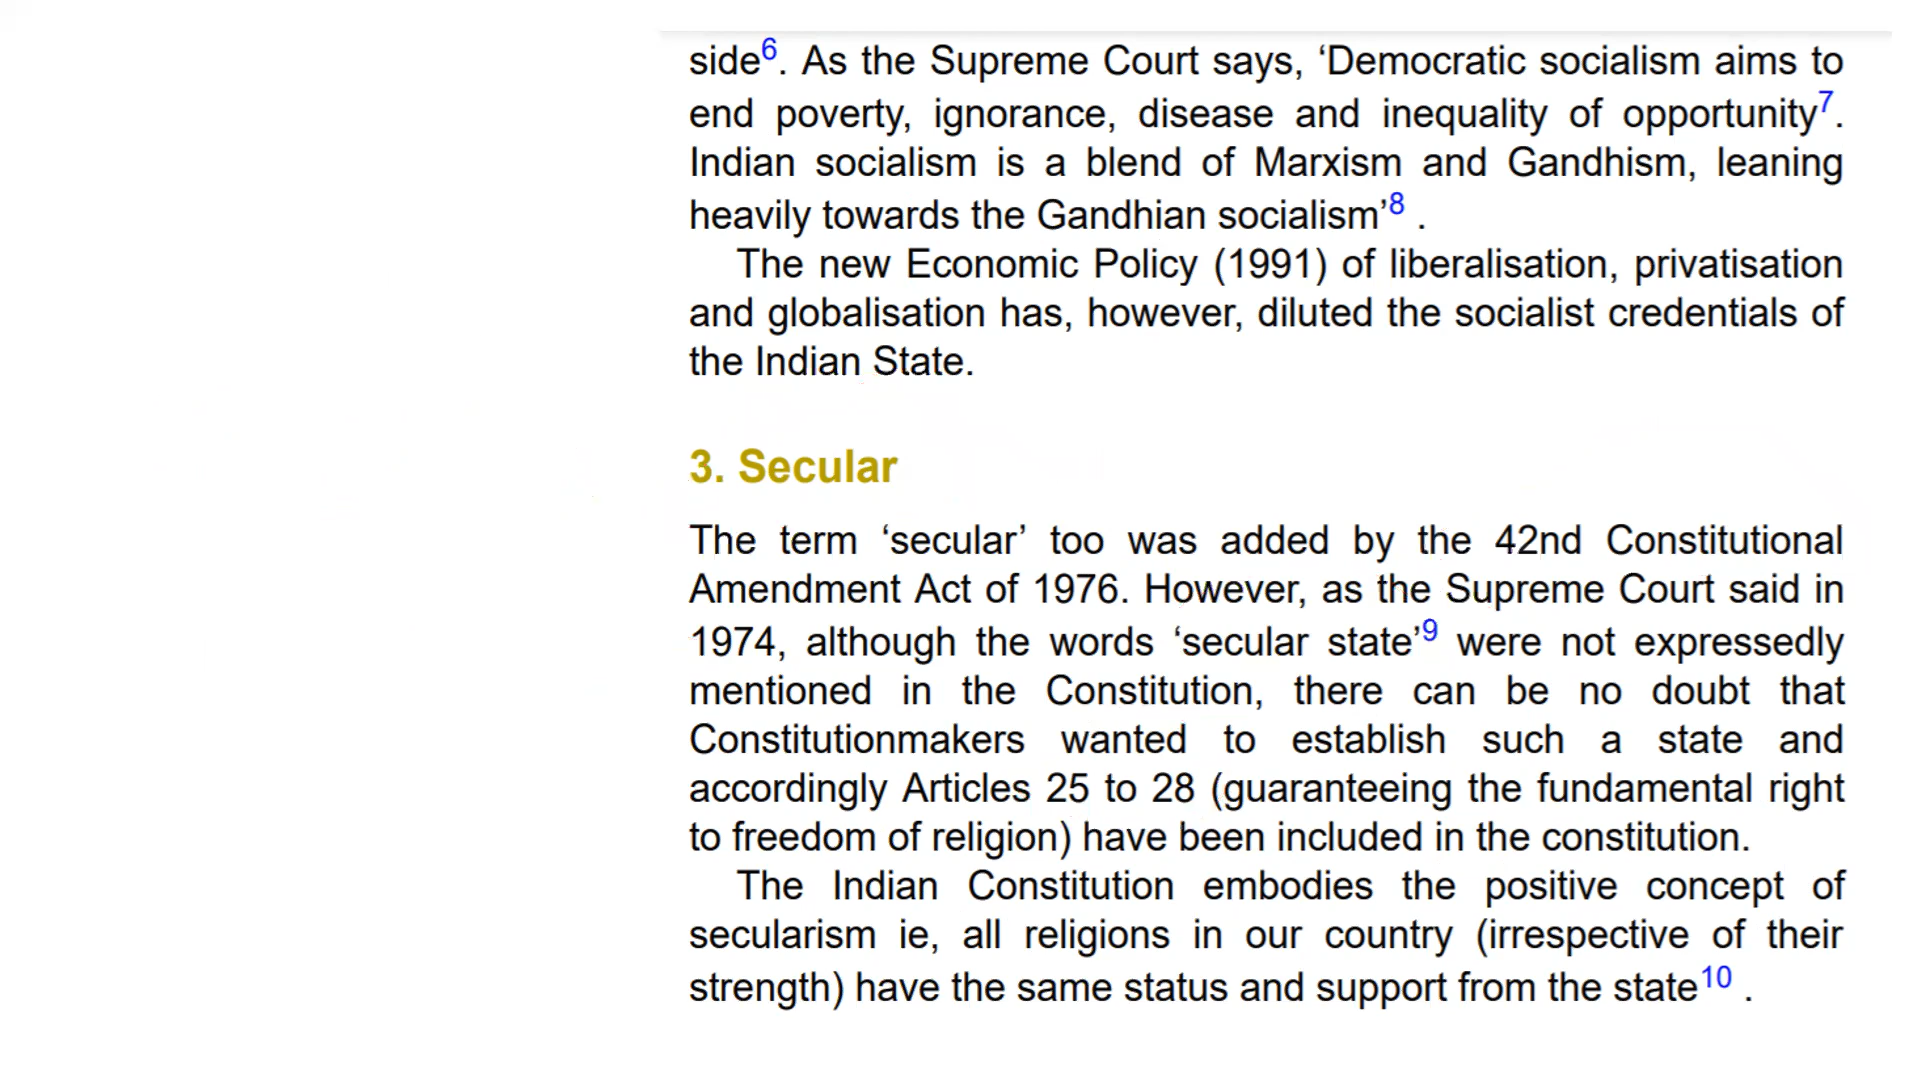 side6. As the Supreme Court says, ‘Democratic socialism aims to
end poverty, ignorance, disease and inequality of opportunity7.
Indian socialism is a blend of Marxism and Gandhism, leaning
heavily towards the Gandhian socialism’8 .
The new Economic Policy (1991) of liberalisation, privatisation
and globalisation has, however, diluted the socialist credentials of
the Indian State.
3. Secular
The term ‘secular’ too was added by the 42nd Constitutional
Amendment Act of 1976. However, as the Supreme Court said in
1974, although the words ‘secular state’9 were not expressedly
mentioned in the Constitution, there can be no doubt that
Constitutionmakers wanted to establish such a state and
accordingly Articles 25 to 28 (guaranteeing the fundamental right
to freedom of religion) have been included in the constitution.
The Indian Constitution embodies the positive concept of
secularism ie, all religions in our country (irrespective of their
strength) have the same status and support from the state10 .